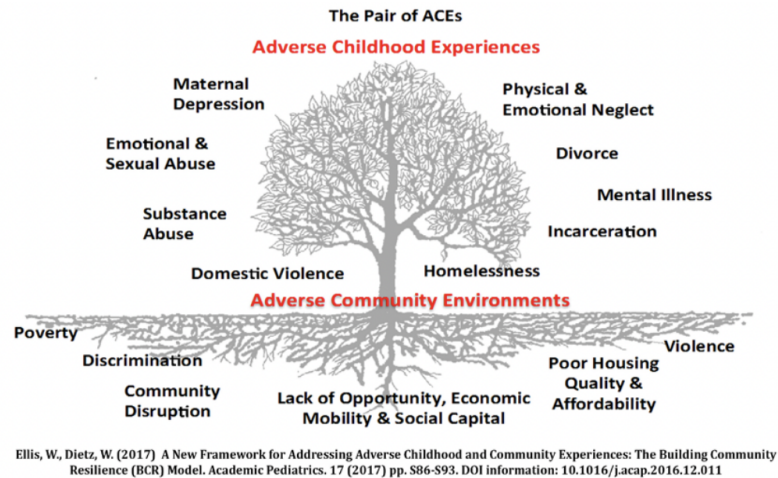 The Pair of ACEs
Adverse Childhood Experiences
Maternal
Depression
Physical &
Emotional Neglect
Emotional &
Sexual Abuse
Divorce
Mental Illness
Substance
Abuse
Incarceration
Domestic Violence
Homelessness
Adverse Community Environments
Poverty
Violence
Discrimination
Poor Housing
Quality &
Affordability
Community
Disruption
Lack of Opportunity, Economic
Mobility & Social Capital
Ellis, W., Dietz, W. (2017) A New Framework for Addressing Adverse Childhood and Community Experiences: The Building Community
Resilience (BCR) Model. Academic Pediatrics. 17 (2017) pp. S86-S93. DOI information: 10.1016/j.acap.2016.12.011